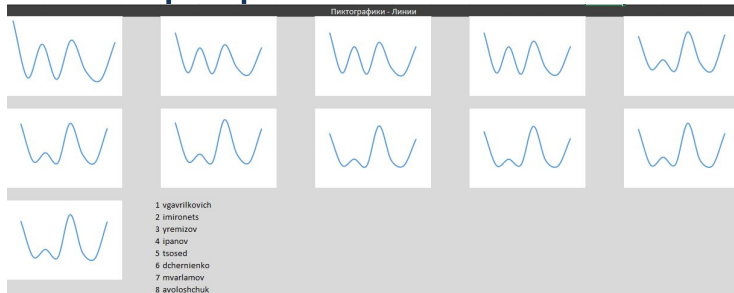 Пиктографики - Линии
1 vgavrilkovich
2 imironets
3 yremizov
4 ipanov
5 tsosed
6 dchernienko
7 mvarlamov
8 avoloshchuk